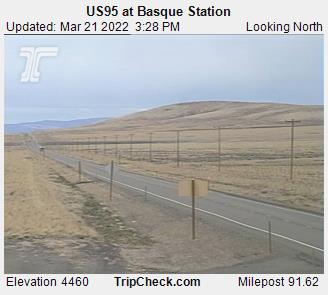 US95 at Basque Station
Updated: Mar 21 2022 3:28 PM Looking North
Elevation 4460 TripCheck.com Milepost 91.62